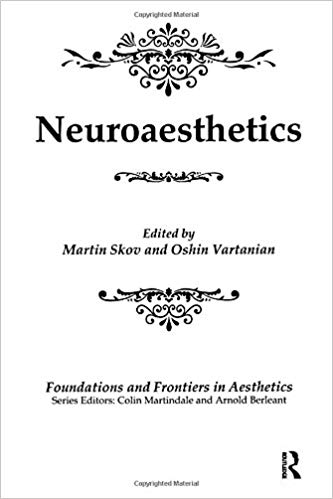 Copyrighted Material
Neuroaesthetics
Edited by
Martin Skov and Oshin Vartanian
Foundations and Frontiers in Aesthetics
Series Editors: Colin Martindale and Arnold Berleant
ROUTLEDGE
Copyrighted Material